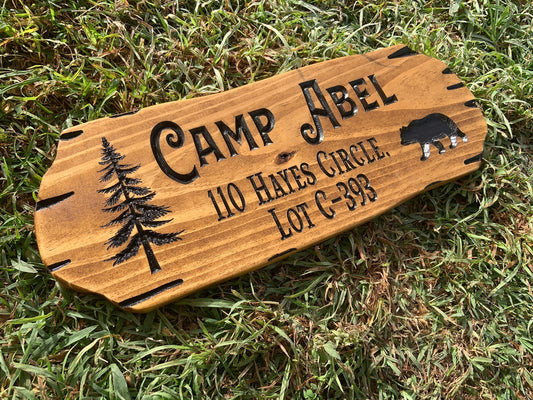 Camp Abel
110 Hayes Circle,
Lot C-393